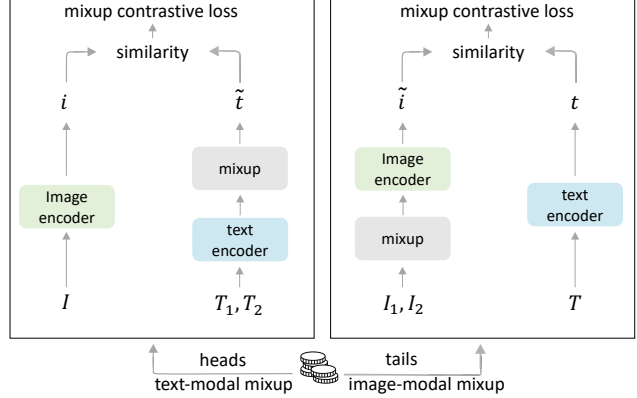 mixup contrastive loss
similarity
i
t̃
mixup
Image
encoder
text
encoder
I
T₁, T₂
mixup contrastive loss
similarity
ĩ
t
Image
encoder
mixup
text
encoder
I₁, I₂
T
heads
tails
text-modal mixup
image-modal mixup